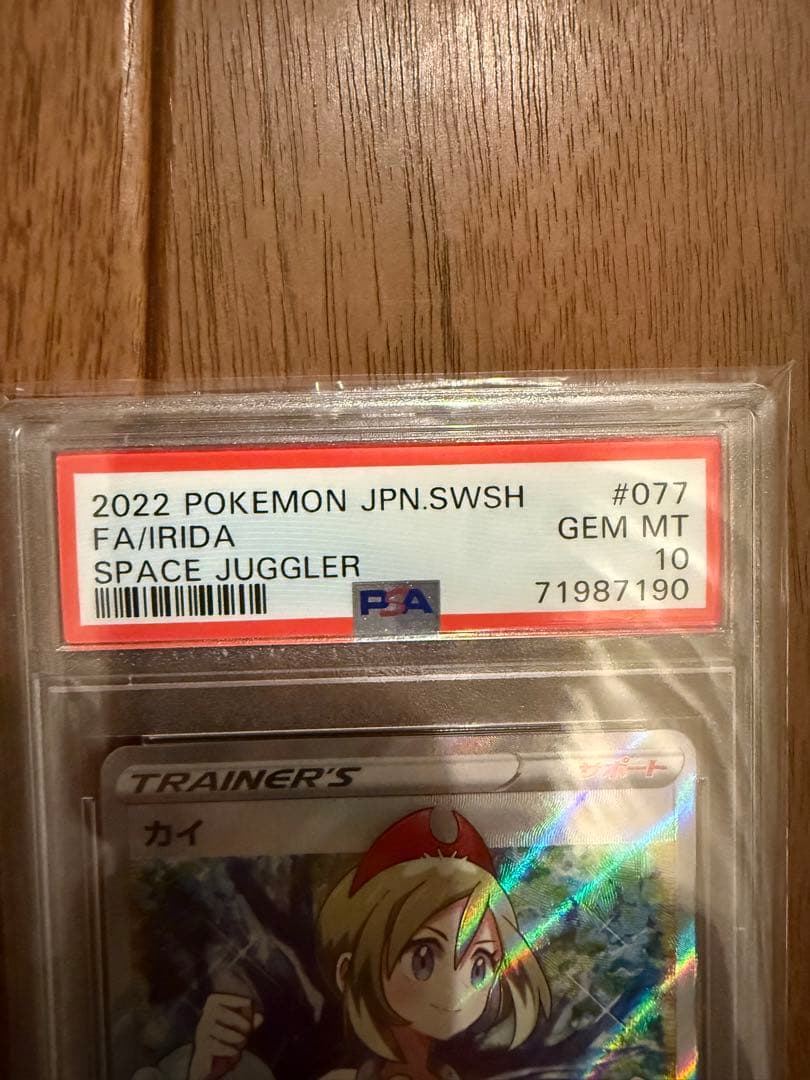 2022 POKEMON JPN.SWSH #077
FA/IRIDA GEM MT
SPACE JUGGLER 10
PSA 71987190
TRAINER'S サポート
カイ